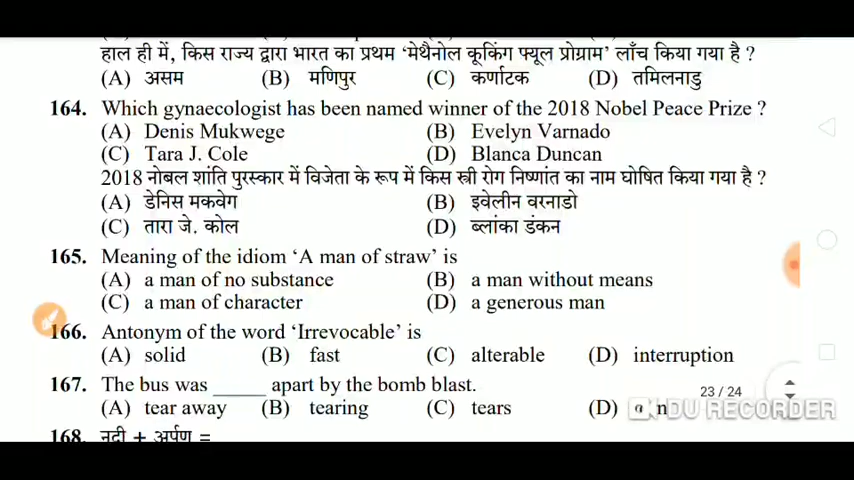 हाल ही में, किस राज्य द्वारा भारत का प्रथम ‘मेथैनोल कूकिंग फ्यूल प्रोग्राम’ लाँच किया गया है ?
(A) असम (B) मणिपुर (C) कर्णाटक (D) तमिलनाडु
164. Which gynaecologist has been named winner of the 2018 Nobel Peace Prize ?
(A) Denis Mukwege (B) Evelyn Varnado
(C) Tara J. Cole (D) Blanca Duncan
2018 नोबल शांति पुरस्कार में विजेता के रूप में किस स्त्री रोग निष्णांत का नाम घोषित किया गया है ?
(A) डेनिस मकवेग (B) इवेलीन वरनाडो
(C) तारा जे. कोल (D) ब्लांका डंकन
165. Meaning of the idiom ‘A man of straw’ is
(A) a man of no substance (B) a man without means
(C) a man of character (D) a generous man
166. Antonym of the word ‘Irrevocable’ is
(A) solid (B) fast (C) alterable (D) interruption
167. The bus was ______ apart by the bomb blast.
23 / 24
(A) tear away (B) tearing (C) tears (D)
DU RECORDER
168. नदी + अर्पण =